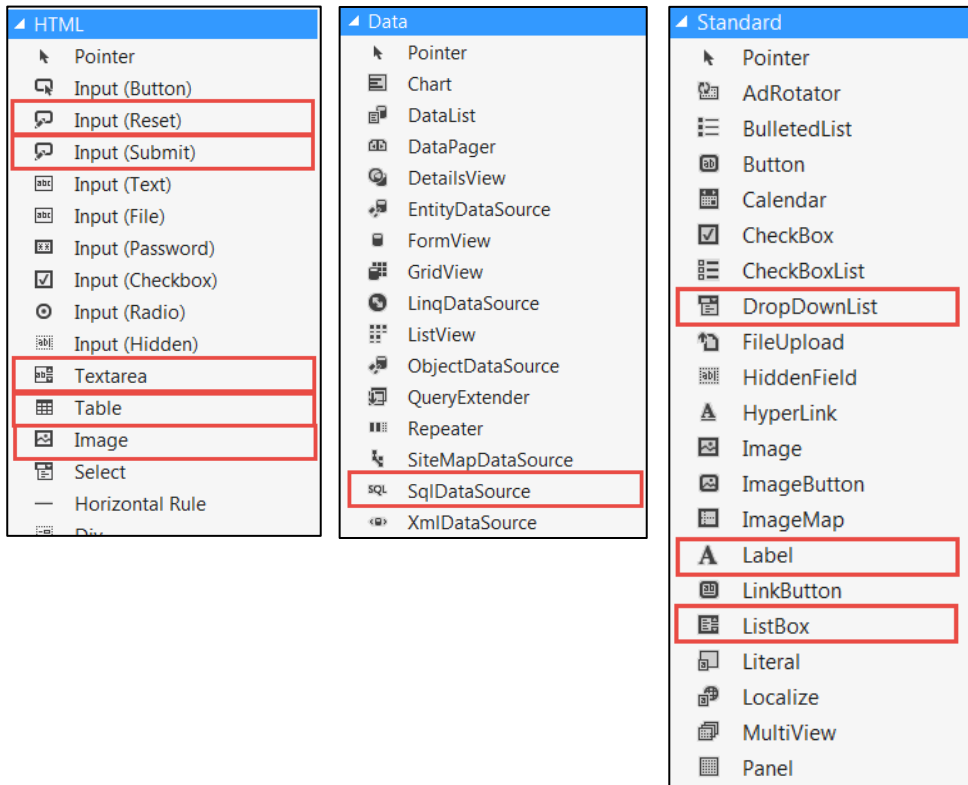 HTML
Pointer
Input (Button)
Input (Reset)
Input (Submit)
Input (Text)
Input (File)
Input (Password)
Input (Checkbox)
Input (Radio)
Input (Hidden)
Textarea
Table
Image
Select
Horizontal Rule
Div
Data
Pointer
Chart
DataList
DataPager
DetailsView
EntityDataSource
FormView
GridView
LinqDataSource
ListView
ObjectDataSource
QueryExtender
Repeater
SiteMapDataSource
SQL SqlDataSource
XmlDataSource
Standard
Pointer
AdRotator
BulletedList
Button
Calendar
CheckBox
CheckBoxList
DropDownList
FileUpload
HiddenField
HyperLink
Image
ImageButton
ImageMap
Label
LinkButton
ListBox
Literal
Localize
MultiView
Panel